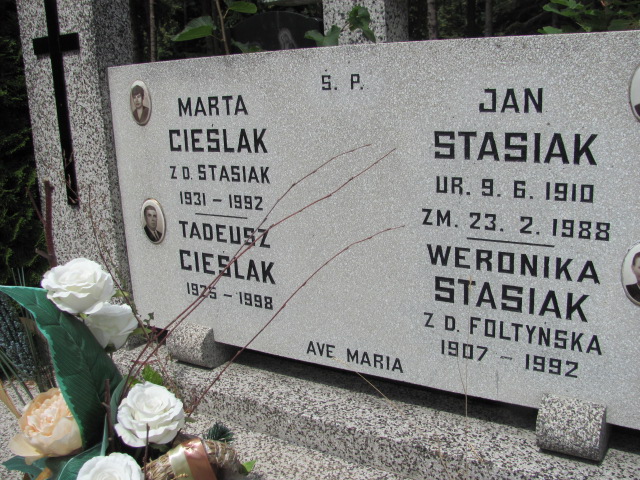 Ś. P.
MARTA
CIEŚLAK
Z D. STASIAK
1931 - 1992
TADEUSZ
CIEŚLAK
1925 - 1998
JAN
STASIAK
UR. 9. 6. 1910
ZM. 23. 2. 1988
WERONIKA
STASIAK
Z D. FOLTYNSKA
1907 - 1992
AVE MARIA